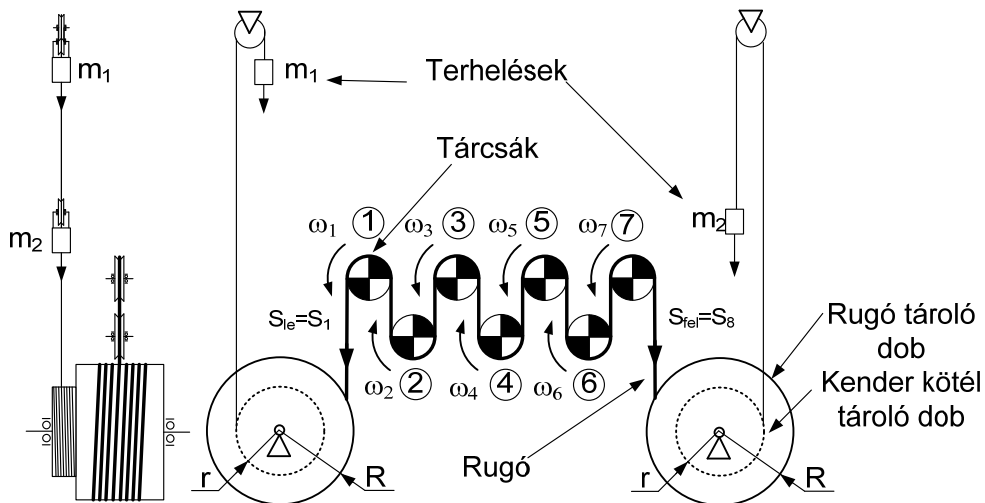 m₁
m₁
Terhelések
Tárcsák
m₂
m₂
ω₁ 1
ω₃ 3
ω₅ 5
ω₇ 7
Sₗₑ=S₁
S_fel=S₈
ω₂ 2
ω₄ 4
ω₆ 6
Rugó tároló
dob
Kender kötél
tároló dob
Rugó
r
R
r
R